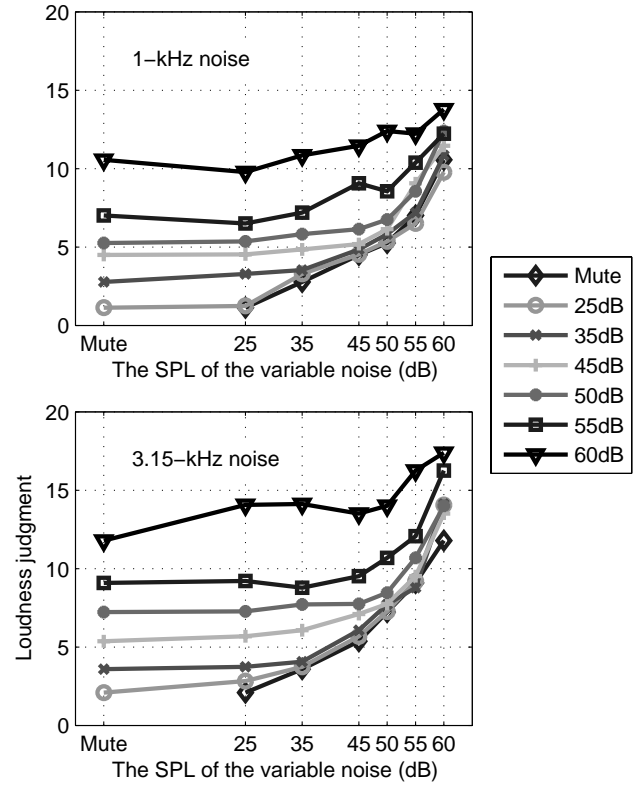 20
1−kHz noise
15
10
5
0
Mute 25 35 45 50 55 60
The SPL of the variable noise (dB)
Mute
25dB
35dB
45dB
50dB
55dB
60dB
20
3.15−kHz noise
15
10
5
0
Loudness judgment
Mute 25 35 45 50 55 60
The SPL of the variable noise (dB)